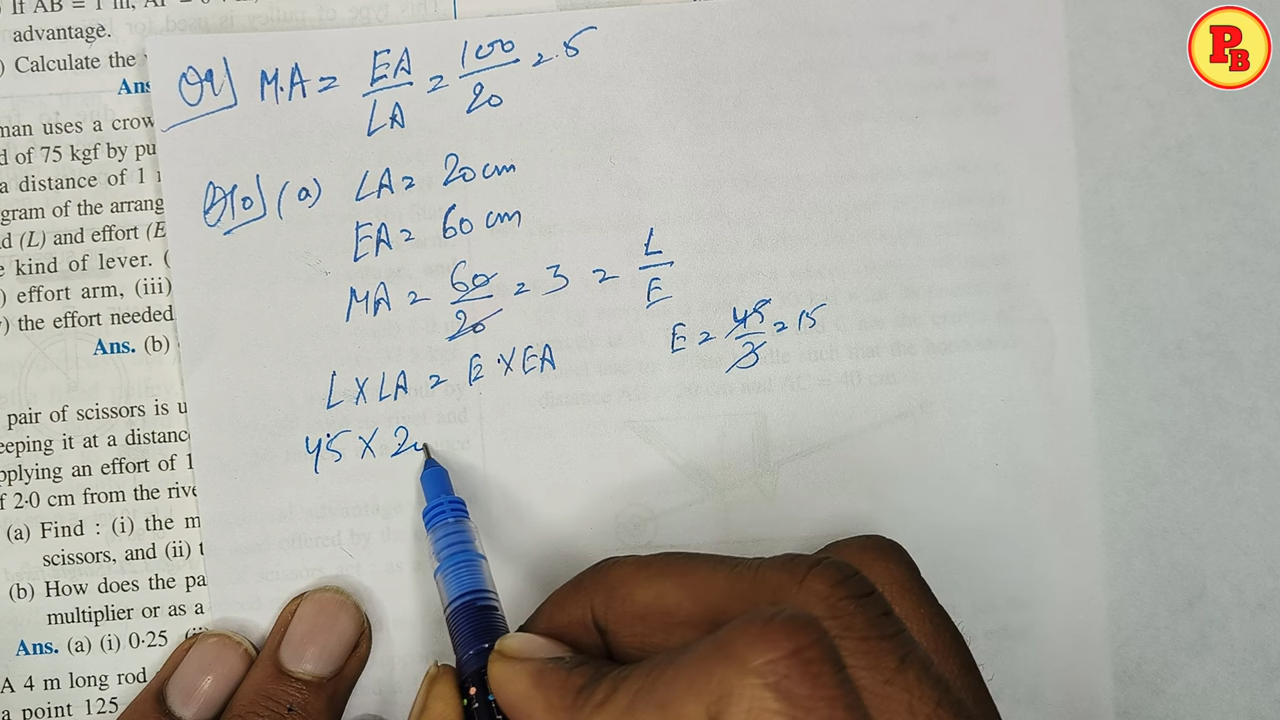 If AB = 1 m, AF
advantage.
) Calculate the
Ans
man uses a crow
d of 75 kgf by pu
a distance of 1
gram of the arrang
d (L) and effort (E
e kind of lever. (
) effort arm, (iii)
) the effort needed
Ans. (b)
pair of scissors is u
eeping it at a distanc
pplying an effort of 1
f 2·0 cm from the rive
(a) Find : (i) the m
scissors, and (ii) t
(b) How does the pa
multiplier or as a
Ans. (a) (i) 0·25 (ii)
A 4 m long rod
a point 125
M.A = EA/LA = 100/20 = 5
(a) LA = 20 cm
EA = 60 cm
MA = 60/20 = 3 = L/E
E = 45/3 = 15
L X LA = E X EA
45 X 20
PB